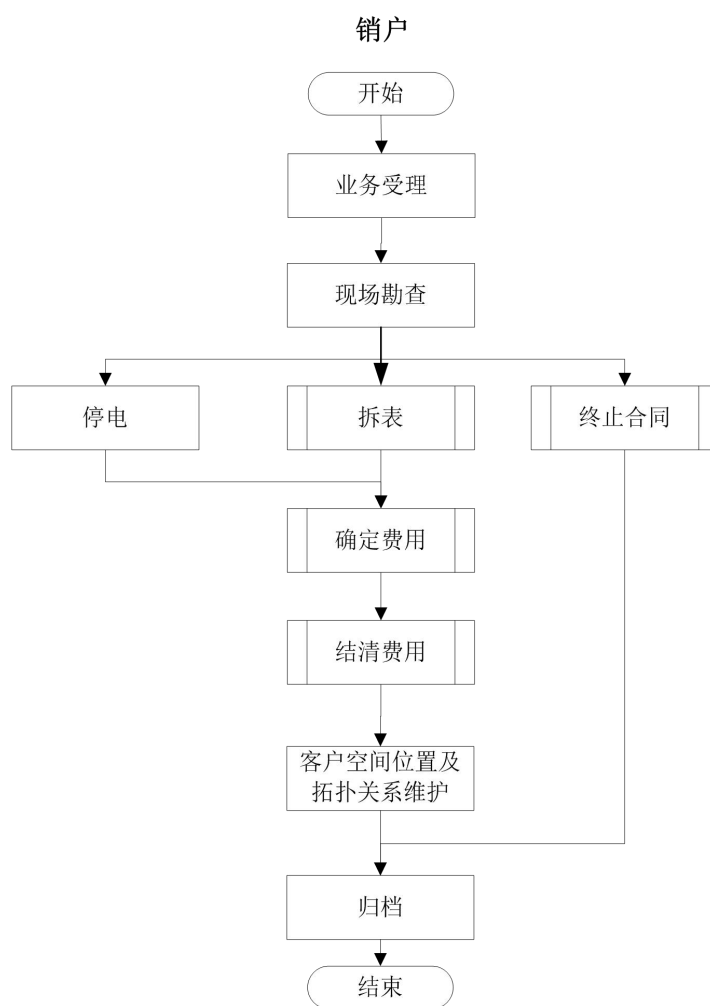 销户
开始
业务受理
现场勘查
停电
拆表
终止合同
确定费用
结清费用
客户空间位置及
拓扑关系维护
归档
结束